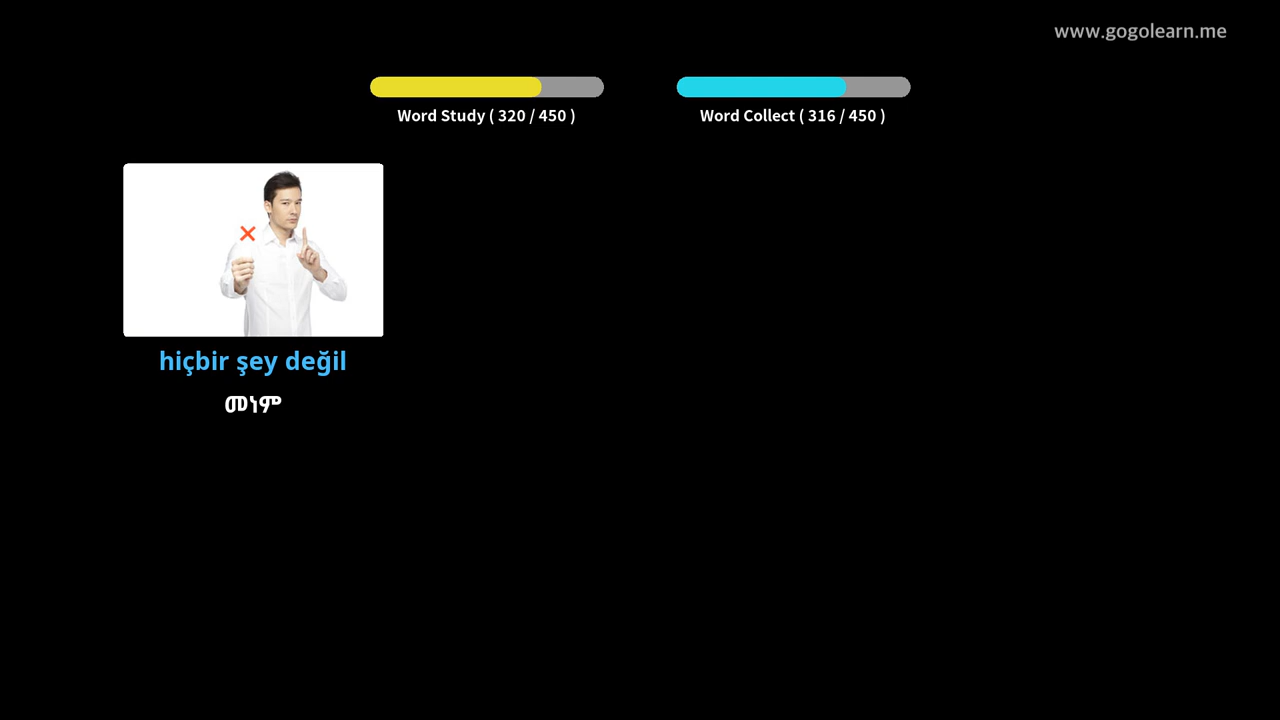 www.gogolearn.me
Word Study ( 320 / 450 )
Word Collect ( 316 / 450 )
hiçbir şey değil
መነም